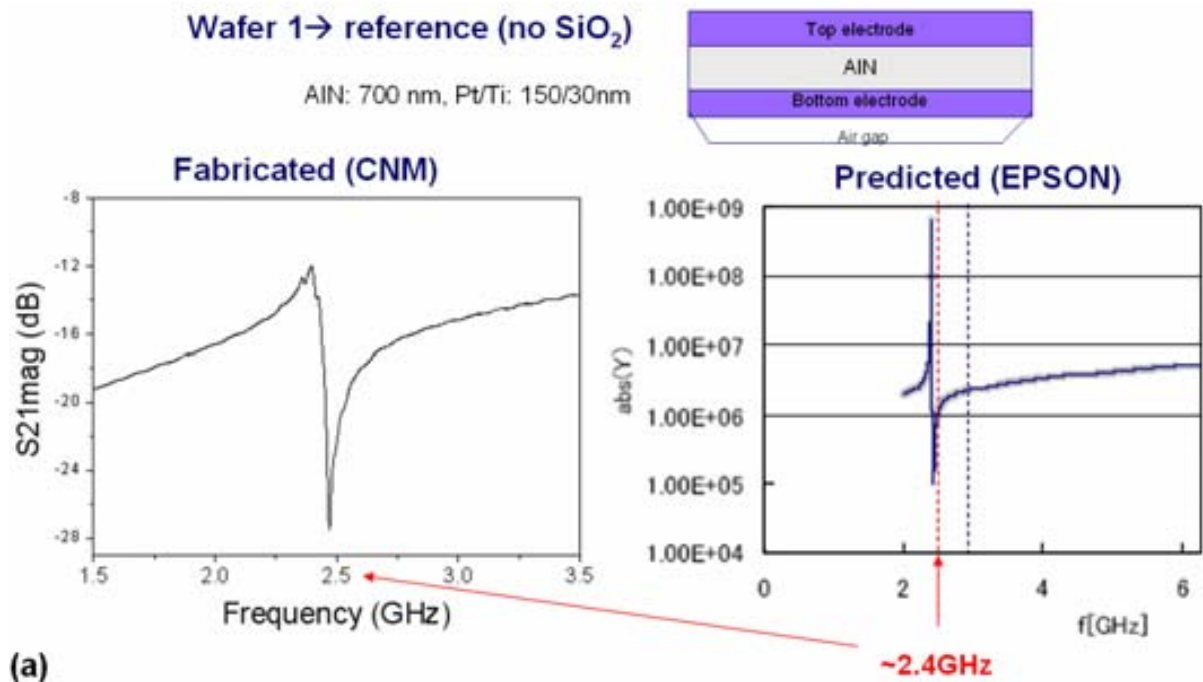 Wafer 1→ reference (no SiO₂)
AlN: 700 nm, Pt/Ti: 150/30nm
Top electrode
AlN
Bottom electrode
Air gap
Fabricated (CNM)
-8
-12
-16
-20
-24
-28
S21mag (dB)
1.5 2.0 2.5 3.0 3.5
Frequency (GHz)
Predicted (EPSON)
1.00E+09
1.00E+08
1.00E+07
1.00E+06
1.00E+05
1.00E+04
abs(Y)
0 2 4 6
f[GHz]
~2.4GHz
(a)